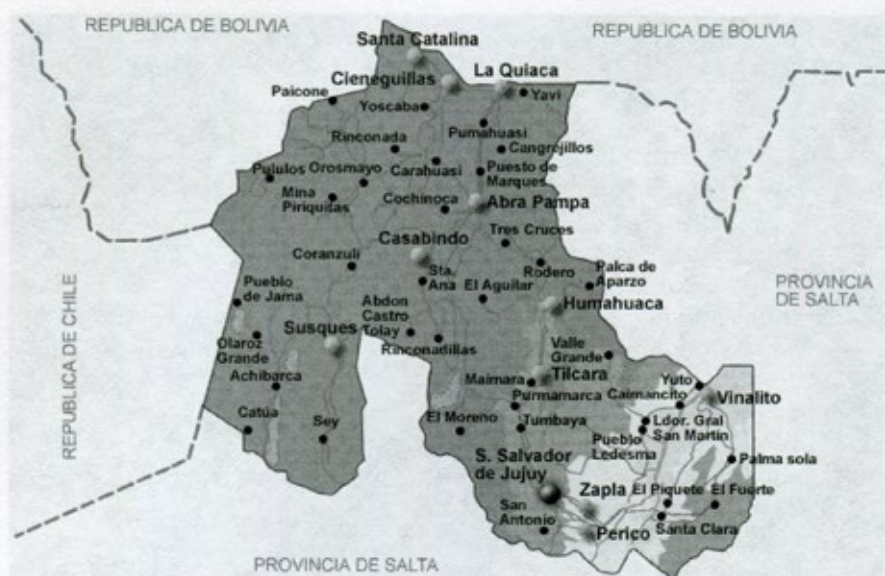 REPUBLICA DE BOLIVIA
REPUBLICA DE BOLIVIA
Santa Catalina
Cieneguillas
La Quiaca
Paicone
Yavi
Yoscaba
Pumahuasi
Rinconada
Cangrejillos
Pululos
Orosmayo
Carahuasi
Puesto de
Marques
Mina
Piriquitas
Cochinoca
Abra Pampa
Tres Cruces
Casabindo
Coranzuli
Sta.
Ana
El Aguilar
Rodero
Palca de
Aparzo
PROVINCIA
DE SALTA
Pueblo
de Jama
Humahuaca
Abdon
Castro
Tolay
Susques
Rinconadillas
Olaroz
Grande
Valle
Grande
Achibarca
Maimara
Tilcara
Yuto
Caimancito
Vinalito
REPUBLICA DE CHILE
Purmamarca
Catúa
Sey
El Moreno
Tumbaya
Ldor. Gral
San Martín
Pueblo
Ledesma
S. Salvador
de Jujuy
Palma sola
Zapla
El Piquete
El Fuerte
San
Antonio
Perico
Santa Clara
PROVINCIA DE SALTA